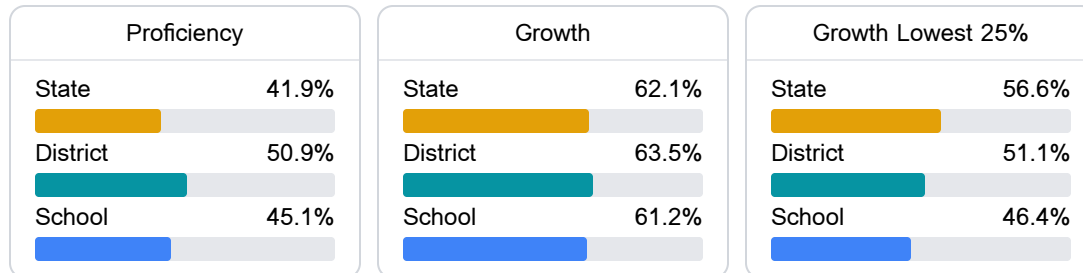 Proficiency
State 41.9%
District 50.9%
School 45.1%
Growth
State 62.1%
District 63.5%
School 61.2%
Growth Lowest 25%
State 56.6%
District 51.1%
School 46.4%